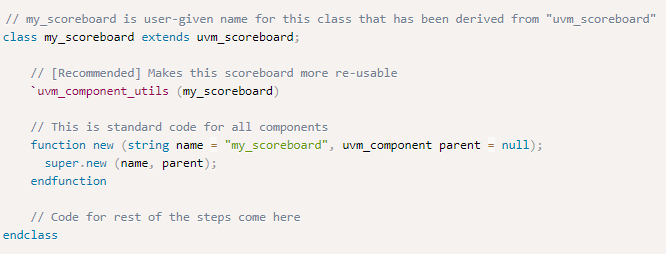 // my_scoreboard is user-given name for this class that has been derived from "uvm_scoreboard"
class my_scoreboard extends uvm_scoreboard;
// [Recommended] Makes this scoreboard more re-usable
`uvm_component_utils (my_scoreboard)
// This is standard code for all components
function new (string name = "my_scoreboard", uvm_component parent = null);
super.new (name, parent);
endfunction
// Code for rest of the steps come here
endclass